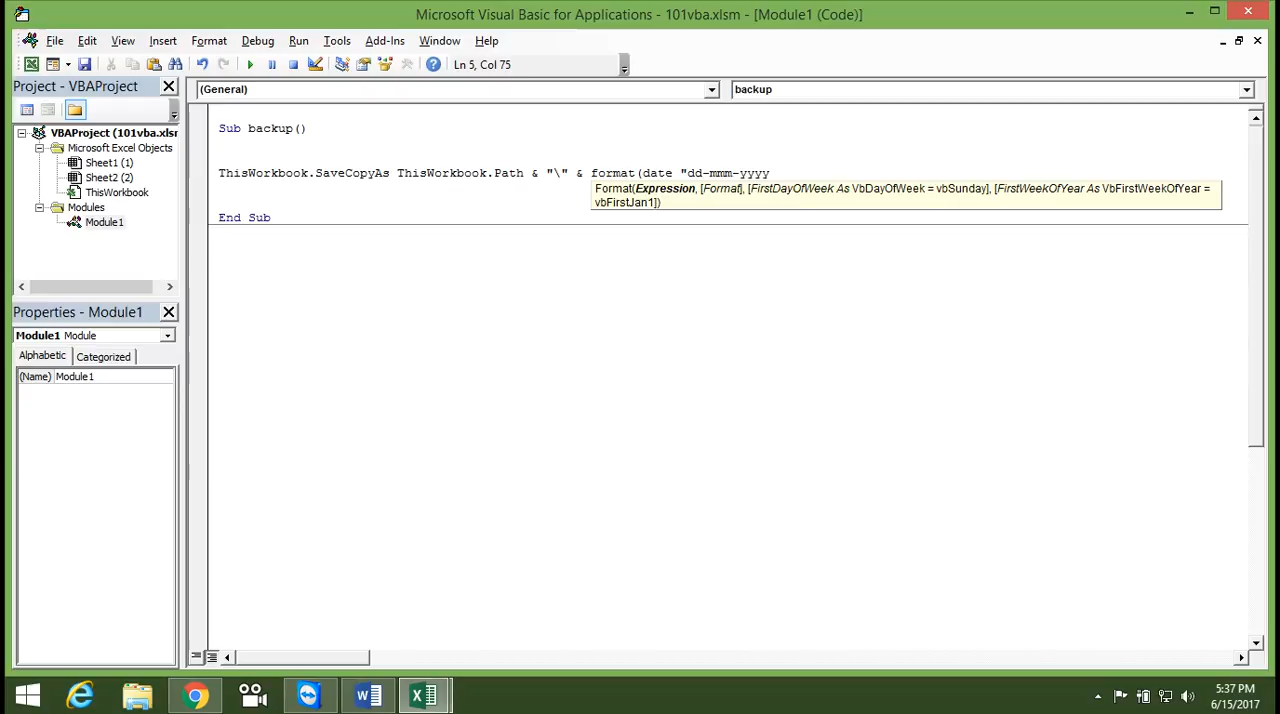 Microsoft Visual Basic for Applications - 101vba.xlsm - [Module1 (Code)]
File Edit View Insert Format Debug Run Tools Add-Ins Window Help
Ln 5, Col 75
Project - VBAProject
(General)
backup
VBAProject (101vba.xlsr
Microsoft Excel Objects
Sheet1 (1)
Sheet2 (2)
ThisWorkbook
Modules
Module1
Sub backup()
ThisWorkbook.SaveCopyAs ThisWorkbook.Path & "\" & format(date "dd-mmm-yyyy
Format(Expression, [Format], [FirstDayOfWeek As VbDayOfWeek = vbSunday], [FirstWeekOfYear As VbFirstWeekOfYear =
vbFirstJan1])
End Sub
Properties - Module1
Module1 Module
Alphabetic Categorized
(Name) Module1
5:37 PM
6/15/2017